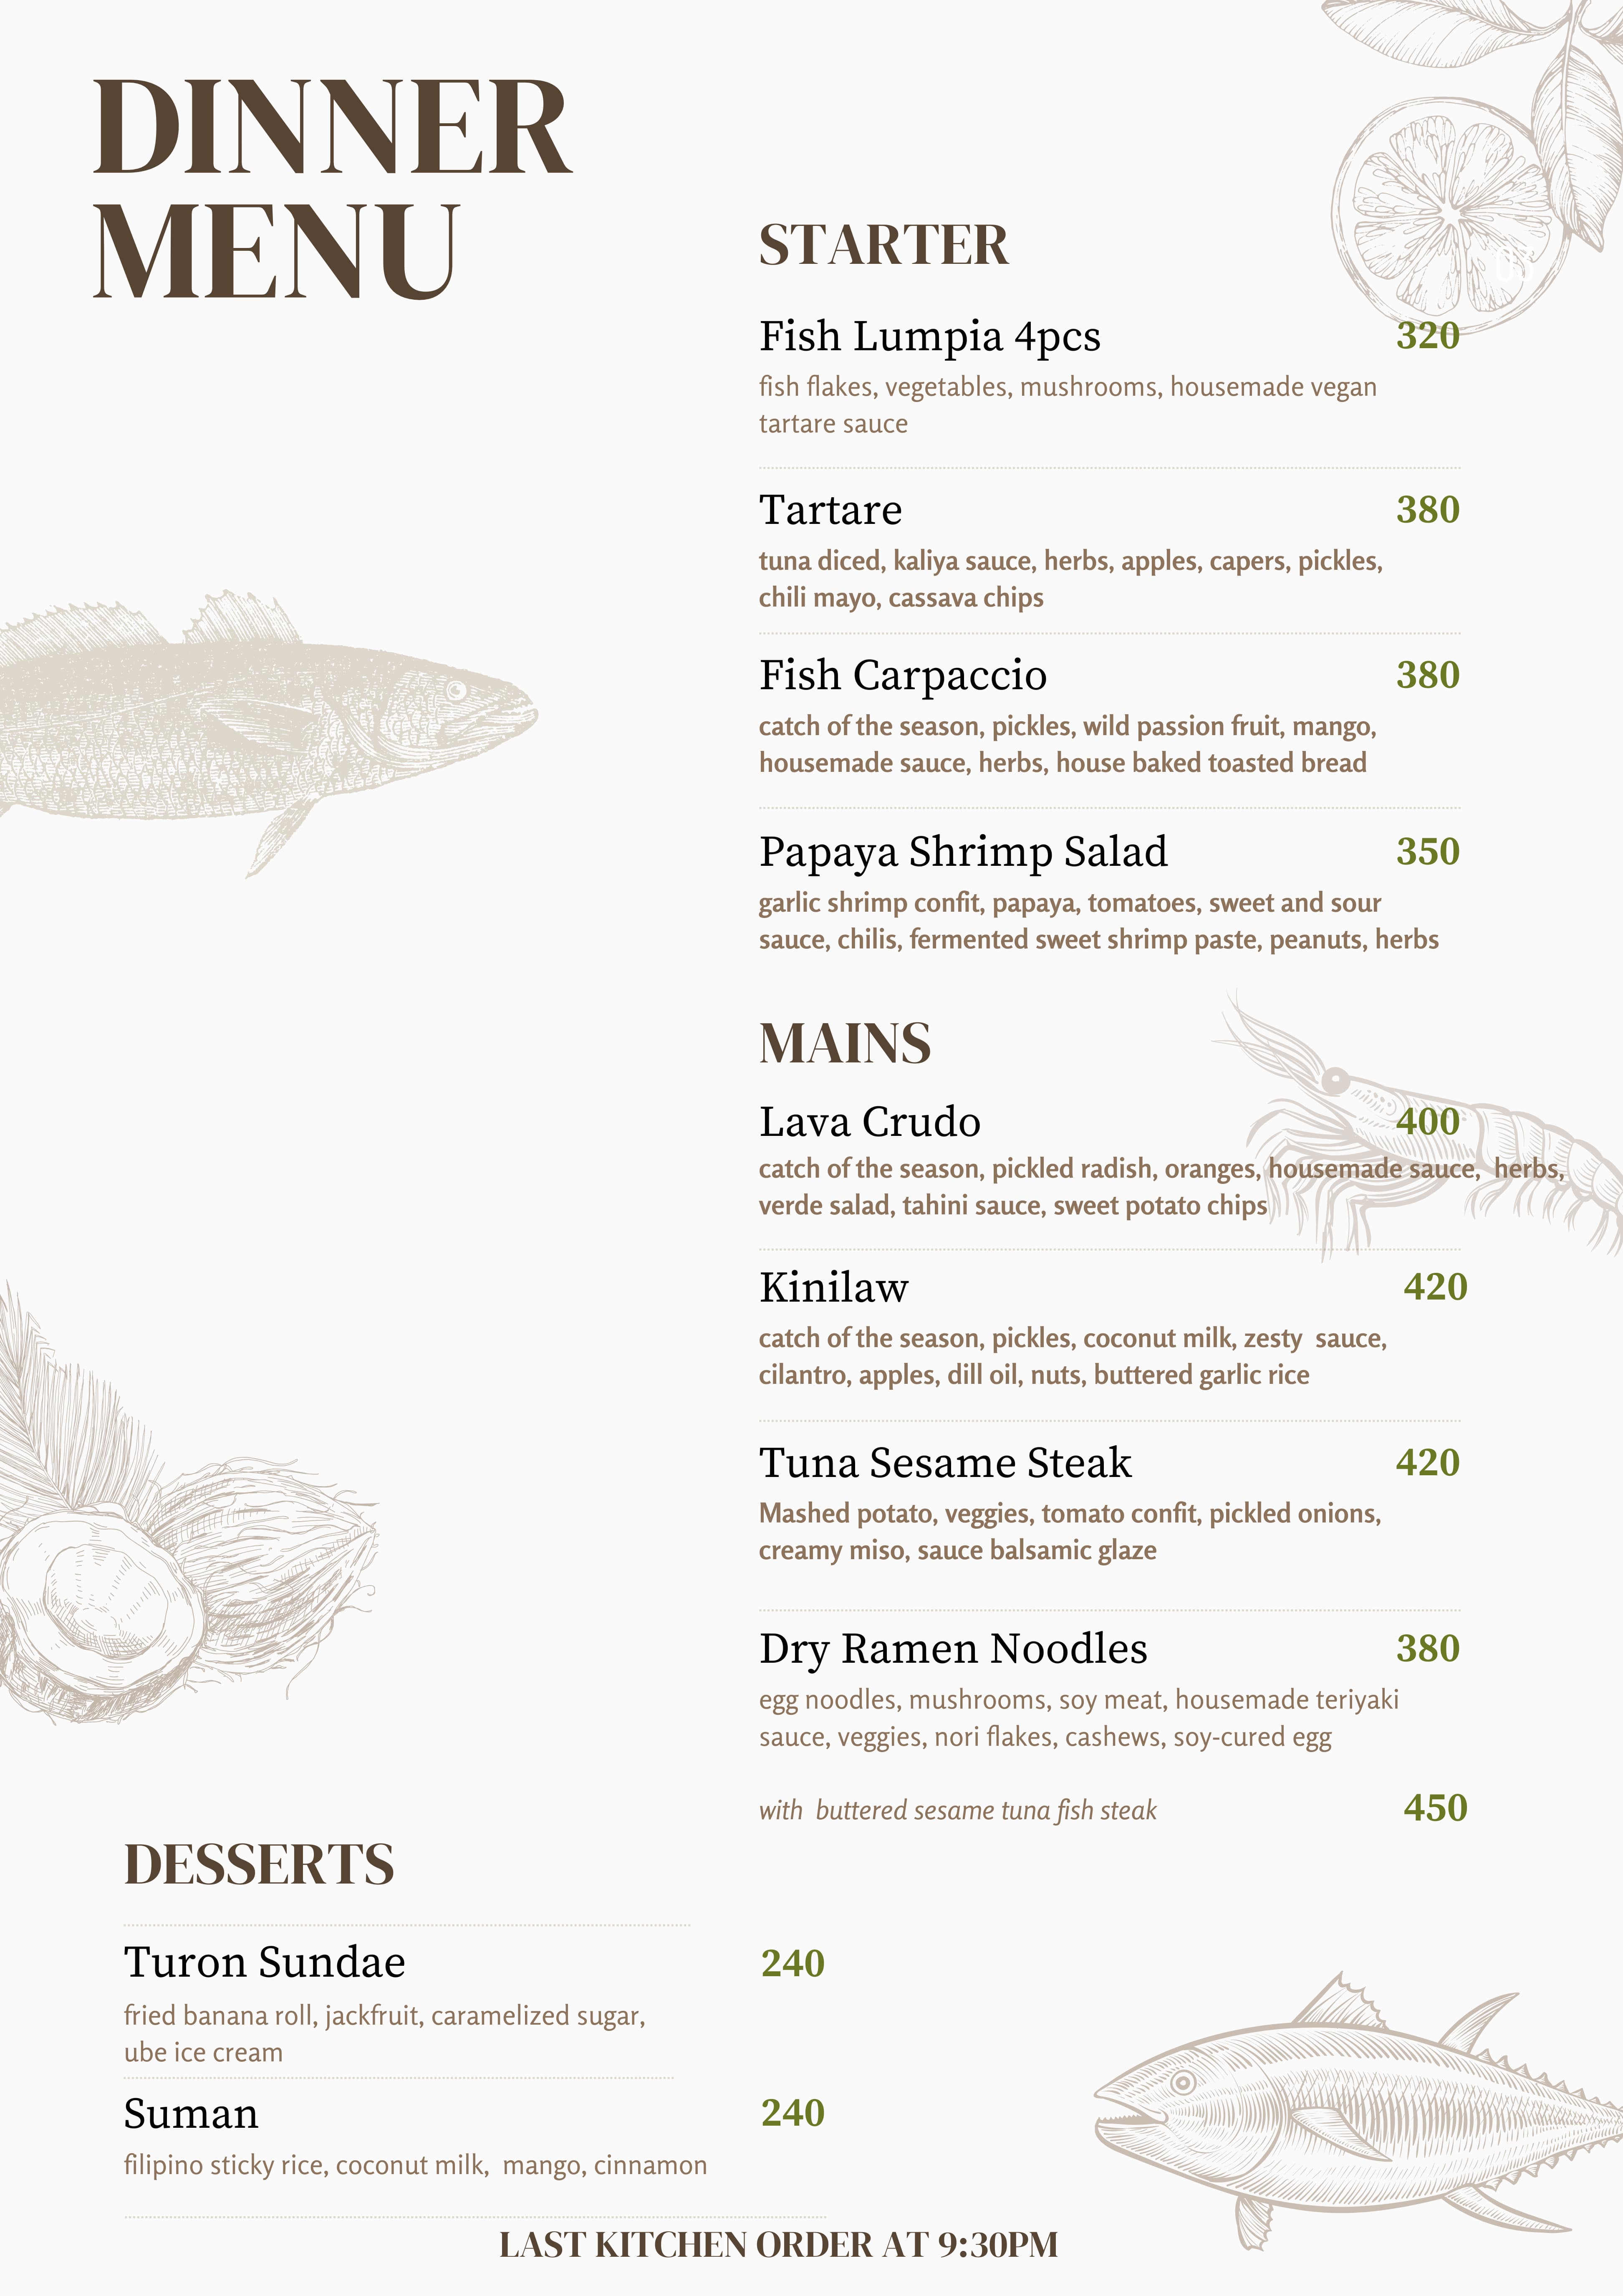 DINNER
MENU
STARTER
Fish Lumpia 4pcs 320
fish flakes, vegetables, mushrooms, housemade vegan
tartare sauce
Tartare 380
tuna diced, kaliya sauce, herbs, apples, capers, pickles,
chili mayo, cassava chips
Fish Carpaccio 380
catch of the season, pickles, wild passion fruit, mango,
housemade sauce, herbs, house baked toasted bread
Papaya Shrimp Salad 350
garlic shrimp confit, papaya, tomatoes, sweet and sour
sauce, chilis, fermented sweet shrimp paste, peanuts, herbs
MAINS
Lava Crudo 400
catch of the season, pickled radish, oranges, housemade sauce,  herbs,
verde salad, tahini sauce, sweet potato chips
Kinilaw 420
catch of the season, pickles, coconut milk, zesty  sauce,
cilantro, apples, dill oil, nuts, buttered garlic rice
Tuna Sesame Steak 420
Mashed potato, veggies, tomato confit, pickled onions,
creamy miso, sauce balsamic glaze
Dry Ramen Noodles 380
egg noodles, mushrooms, soy meat, housemade teriyaki
sauce, veggies, nori flakes, cashews, soy-cured egg
with  buttered sesame tuna fish steak 450
DESSERTS
Turon Sundae 240
fried banana roll, jackfruit, caramelized sugar,
ube ice cream
Suman 240
filipino sticky rice, coconut milk,  mango, cinnamon
LAST KITCHEN ORDER AT 9:30PM